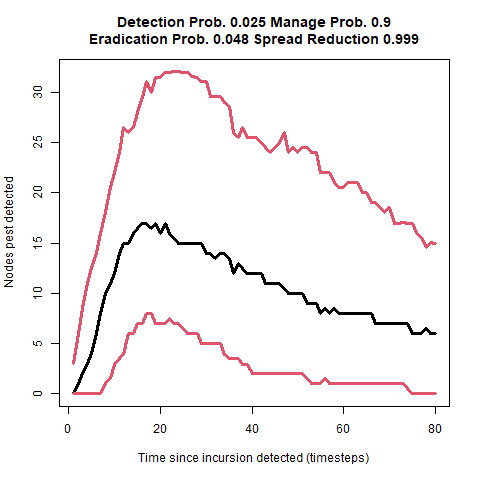 Detection Prob. 0.025 Manage Prob. 0.9
Eradication Prob. 0.048 Spread Reduction 0.999
Nodes pest detected
30
25
20
15
10
5
0
0 20 40 60 80
Time since incursion detected (timesteps)